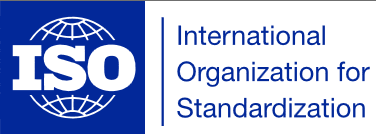 ISO
International
Organization for
Standardization